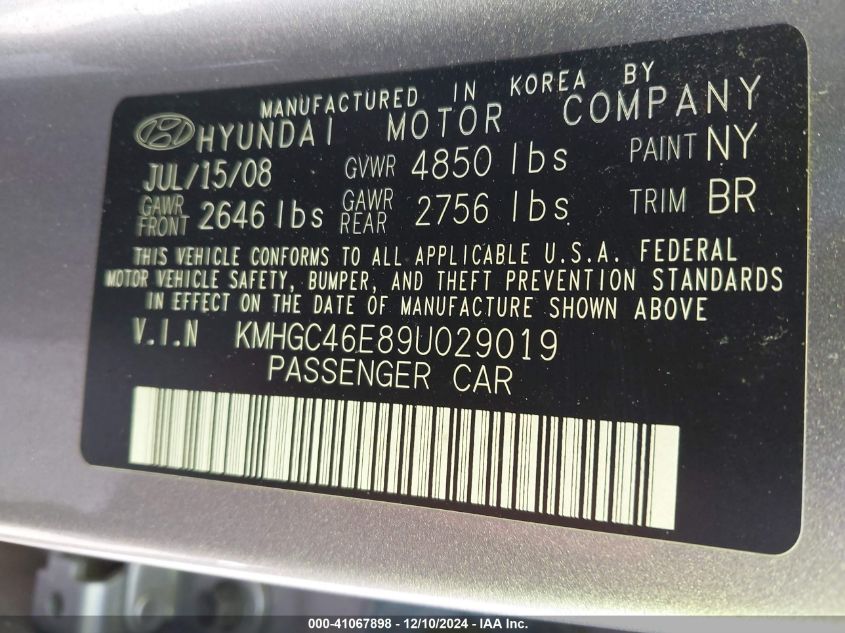 MANUFACTURED IN KOREA BY
HYUNDAI MOTOR COMPANY
JUL/15/08 GVWR 4850 lbs PAINT NY
GAWR FRONT 2646 lbs GAWR REAR 2756 lbs TRIM BR
THIS VEHICLE CONFORMS TO ALL APPLICABLE U.S.A. FEDERAL
MOTOR VEHICLE SAFETY, BUMPER, AND THEFT PREVENTION STANDARDS
IN EFFECT ON THE DATE OF MANUFACTURE SHOWN ABOVE
V.I.N KMHGC46E89U029019
PASSENGER CAR
000-41067898 - 12/10/2024 - IAA Inc.